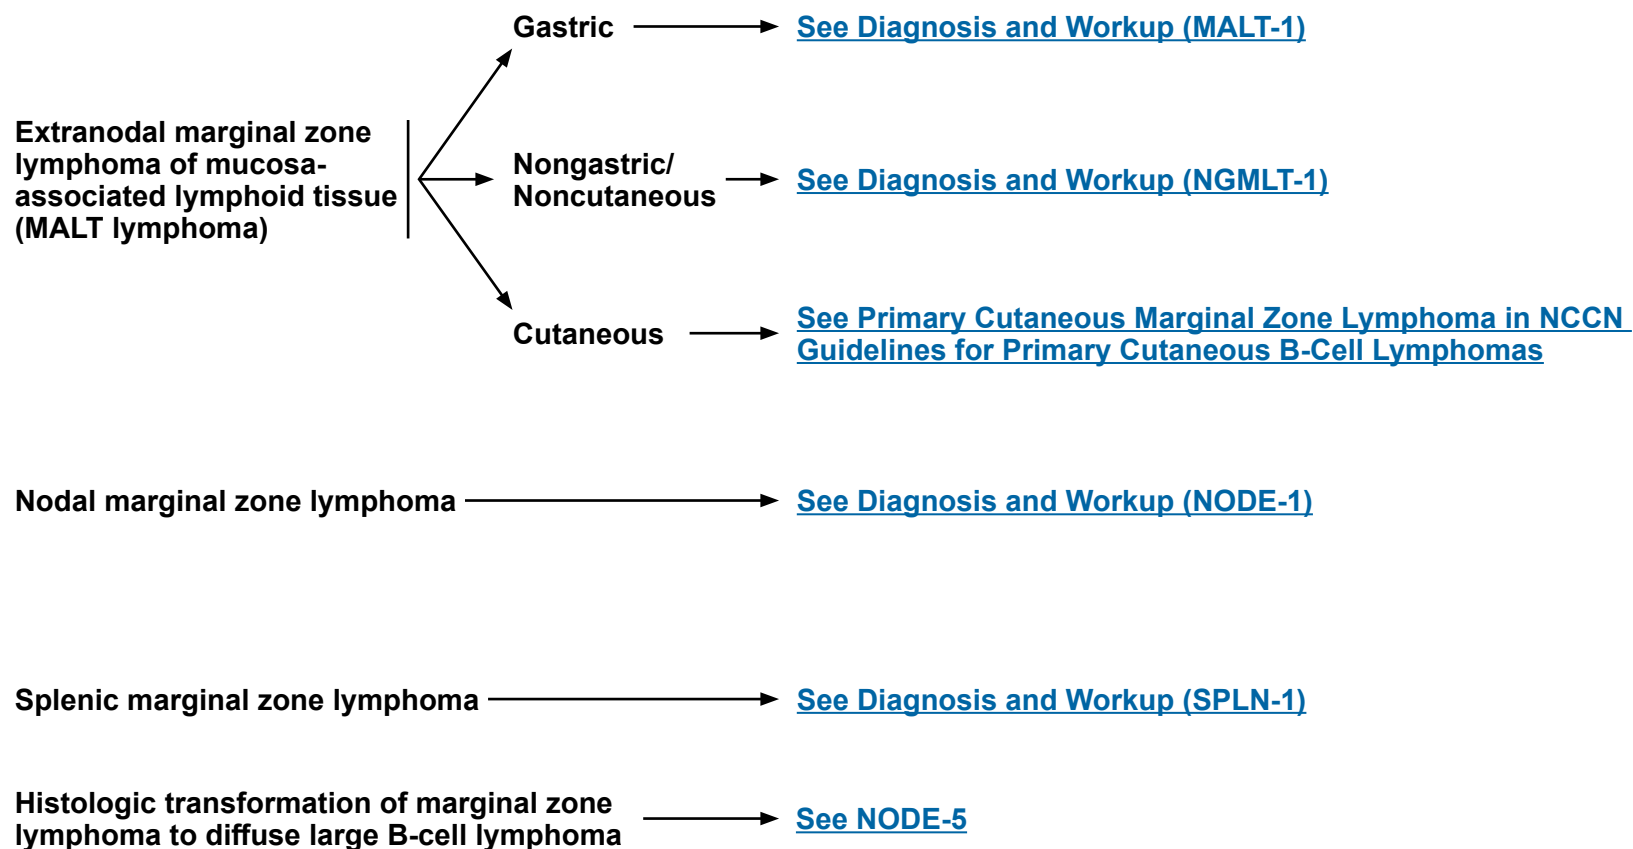 Gastric
See Diagnosis and Workup (MALT-1)
Extranodal marginal zone
lymphoma of mucosa-
associated lymphoid tissue
(MALT lymphoma)
Nongastric/
Noncutaneous
See Diagnosis and Workup (NGMLT-1)
Cutaneous
See Primary Cutaneous Marginal Zone Lymphoma in NCCN
Guidelines for Primary Cutaneous B-Cell Lymphomas
Nodal marginal zone lymphoma
See Diagnosis and Workup (NODE-1)
Splenic marginal zone lymphoma
See Diagnosis and Workup (SPLN-1)
Histologic transformation of marginal zone
lymphoma to diffuse large B-cell lymphoma
See NODE-5